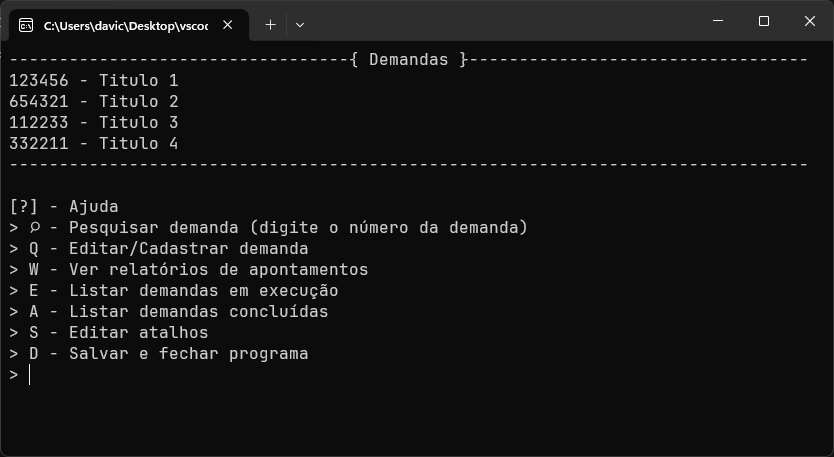 C:\Users\davic\Desktop\vscoc
---------------------------------{ Demandas }----------------------------------
123456 - Titulo 1
654321 - Titulo 2
112233 - Titulo 3
332211 - Titulo 4
--------------------------------------------------------------------------------
[?] - Ajuda
> ⌕ - Pesquisar demanda (digite o número da demanda)
> Q - Editar/Cadastrar demanda
> W - Ver relatórios de apontamentos
> E - Listar demandas em execução
> A - Listar demandas concluídas
> S - Editar atalhos
> D - Salvar e fechar programa
>